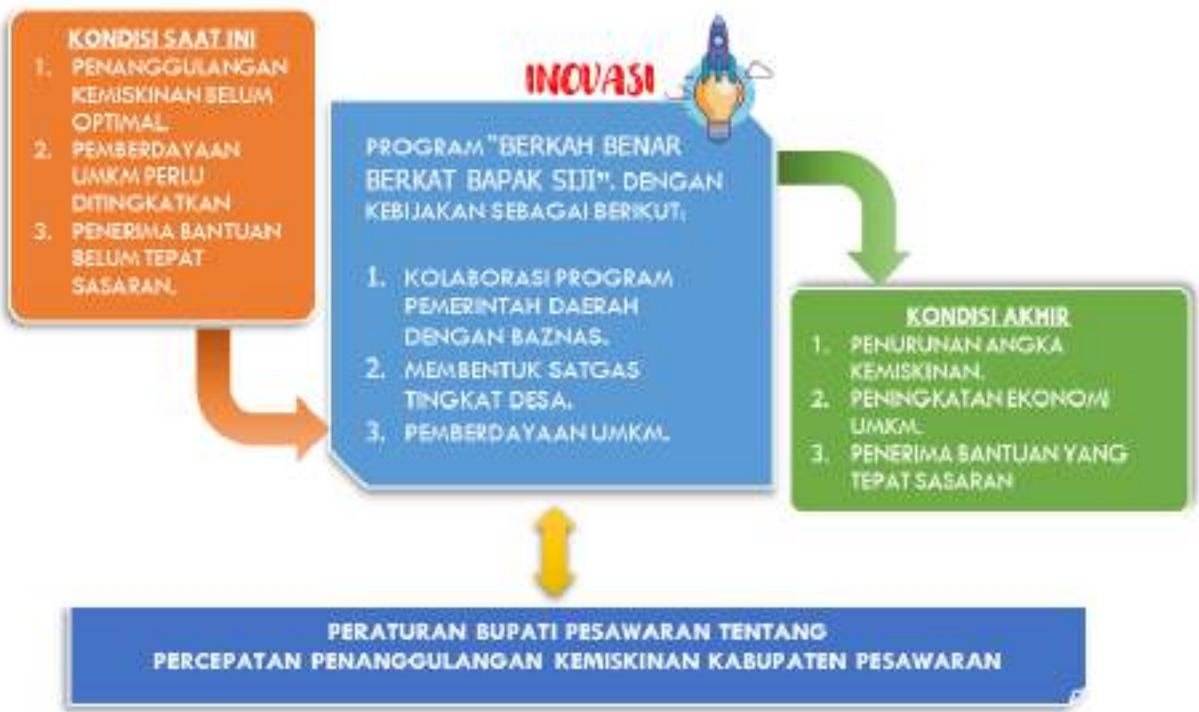 KONDISI SAAT INI
1. PENANGGULANGAN
KEMISKINAN BELUM
OPTIMAL.
2. PEMBERDAYAAN
UMKM PERLU
DITINGKATKAN
3. PENERIMA BANTUAN
BELUM TEPAT
SASARAN.
INOVASI
PROGRAM "BERKAH BENAR
BERKAT BAPAK SIJI". DENGAN
KEBIJAKAN SEBAGAI BERIKUT:
1. KOLABORASI PROGRAM
PEMERINTAH DAERAH
DENGAN BAZNAS.
2. MEMBENTUK SATGAS
TINGKAT DESA.
3. PEMBERDAYAAN UMKM.
KONDISI AKHIR
1. PENURUNAN ANGKA
KEMISKINAN.
2. PENINGKATAN EKONOMI
UMKM.
3. PENERIMA BANTUAN YANG
TEPAT SASARAN
PERATURAN BUPATI PESAWARAN TENTANG
PERCEPATAN PENANGGULANGAN KEMISKINAN KABUPATEN PESAWARAN